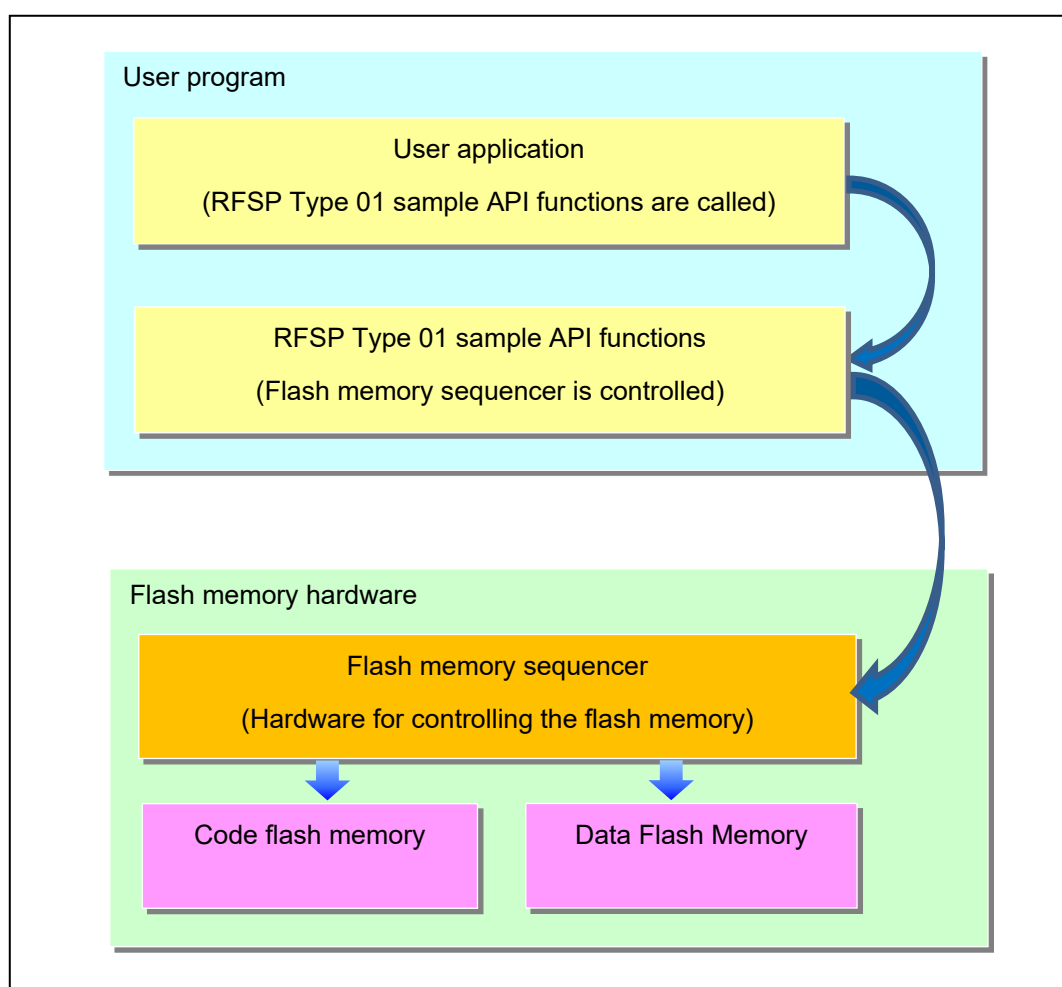 User program
User application
(RFSP Type 01 sample API functions are called)
RFSP Type 01 sample API functions
(Flash memory sequencer is controlled)
Flash memory hardware
Flash memory sequencer
(Hardware for controlling the flash memory)
Code flash memory
Data Flash Memory